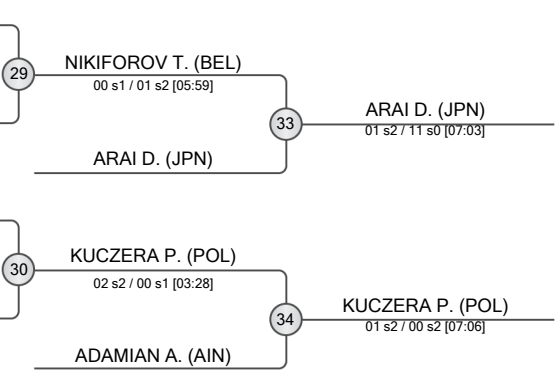 NIKIFOROV T. (BEL)
29
00 s1 / 01 s2 [05:59]
ARAI D. (JPN)
33
01 s2 / 11 s0 [07:03]
ARAI D. (JPN)
KUCZERA P. (POL)
30
02 s2 / 00 s1 [03:28]
KUCZERA P. (POL)
34
01 s2 / 00 s2 [07:06]
ADAMIAN A. (AIN)